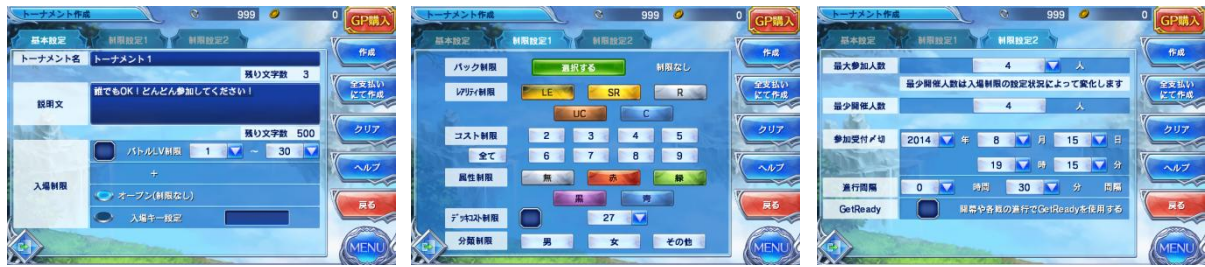 トーナメント作成 999 0 GP購入
基本設定 制限設定1 制限設定2
トーナメント名 トーナメント1
残り文字数 3
説明文 誰でもOK!どんどん参加してください!
残り文字数 500
入場制限 バトルLV制限 1 ~ 30
+
オープン(制限なし)
入場キー設定
作成
全支払いにて作成
クリア
ヘルプ
戻る
MENU
トーナメント作成 999 0 GP購入
基本設定 制限設定1 制限設定2
パック制限 選択する 制限なし
レアリティ制限 LE SR R
UC C
コスト制限 2 3 4 5
全て 6 7 8 9
属性制限 無 赤 緑
黒 青
デッキコスト制限 27
分類制限 男 女 その他
作成
全支払いにて作成
クリア
ヘルプ
戻る
MENU
トーナメント作成 999 0 GP購入
基本設定 制限設定1 制限設定2
最大参加人数 4 人
最少開催人数は入場制限の設定状況によって変化します
最少開催人数 4 人
参加受付〆切 2014 年 8 月 15 日
19 時 15 分
進行間隔 0 時間 30 分 間隔
GetReady 開幕や各戦の進行でGetReadyを使用する
作成
全支払いにて作成
クリア
ヘルプ
戻る
MENU